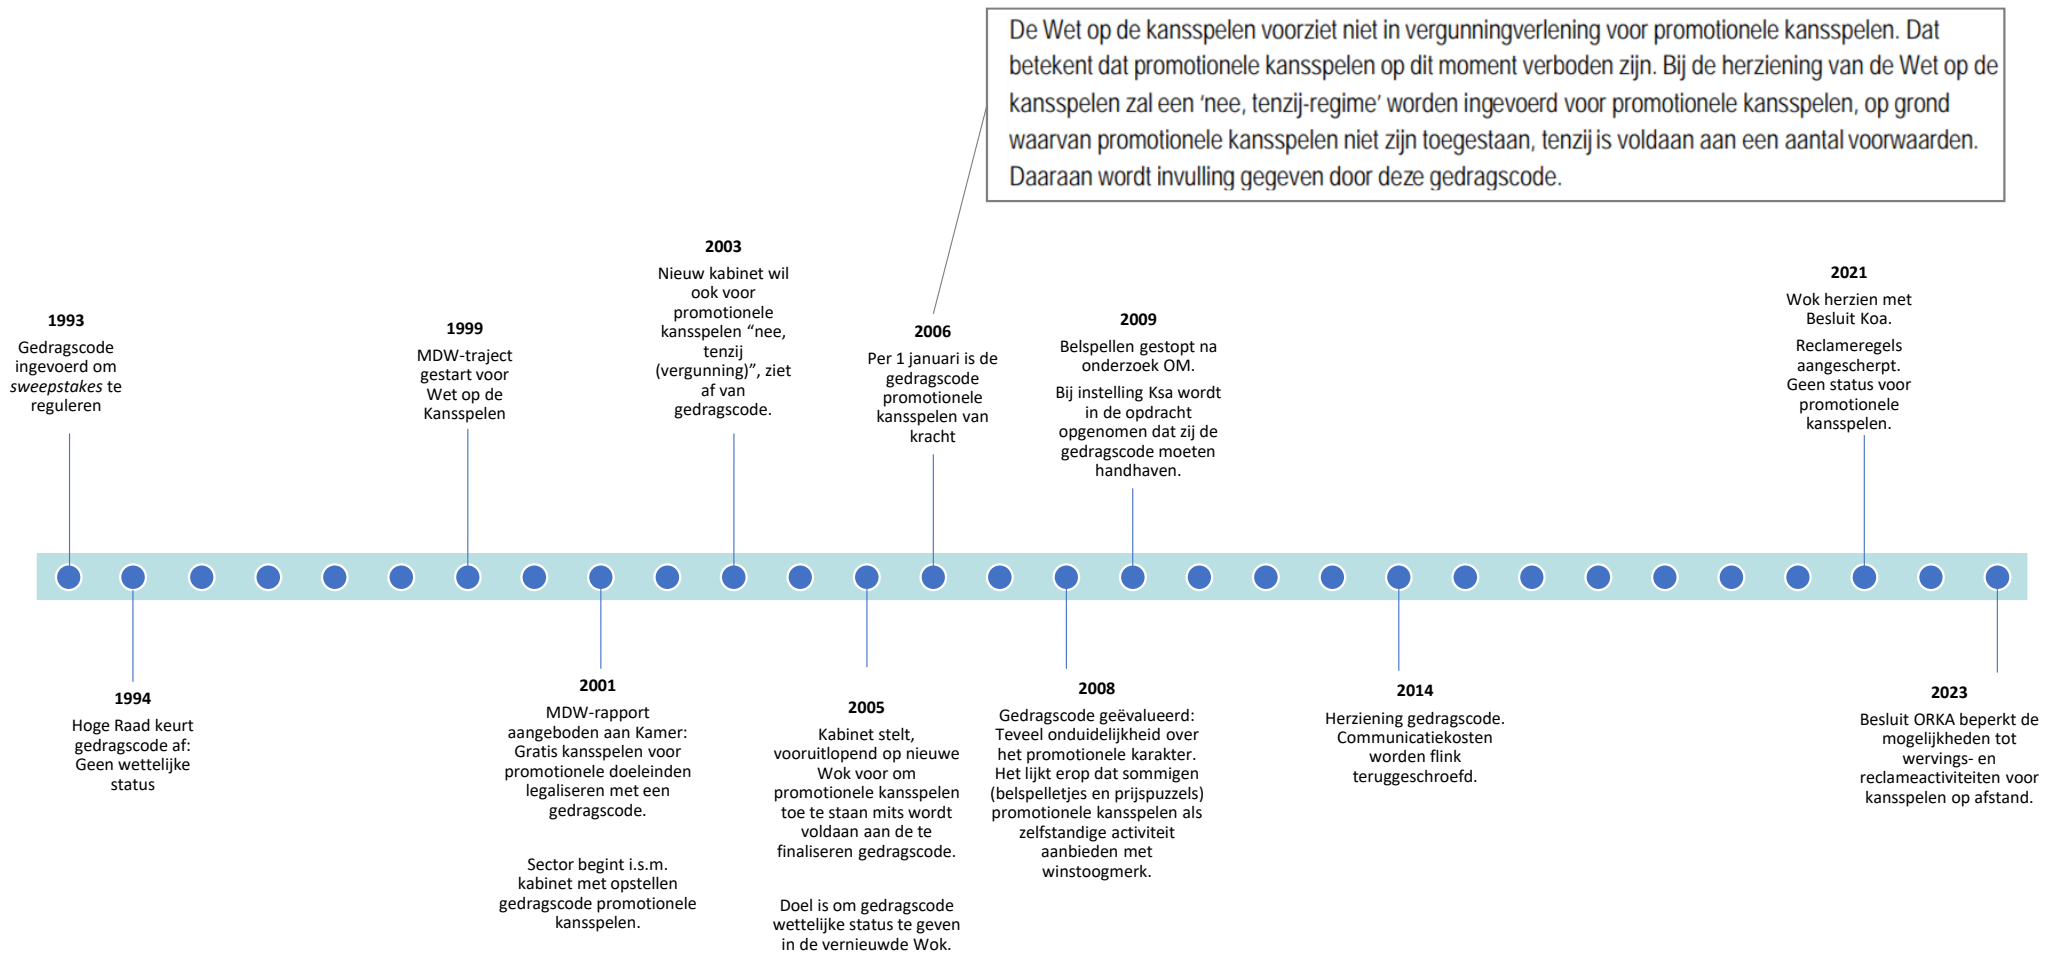 De Wet op de kansspelen voorziet niet in vergunningverlening voor promotionele kansspelen. Dat
betekent dat promotionele kansspelen op dit moment verboden zijn. Bij de herziening van de Wet op de
kansspelen zal een ‘nee, tenzij-regime’ worden ingevoerd voor promotionele kansspelen, op grond
waarvan promotionele kansspelen niet zijn toegestaan, tenzij is voldaan aan een aantal voorwaarden.
Daaraan wordt invulling gegeven door deze gedragscode.
1993
Gedragscode
ingevoerd om
sweepstakes te
reguleren
1999
MDW-traject
gestart voor
Wet op de
Kansspelen
2003
Nieuw kabinet wil
ook voor
promotionele
kansspelen “nee,
tenzij
(vergunning)”, ziet
af van
gedragscode.
2006
Per 1 januari is de
gedragscode
promotionele
kansspelen van
kracht
2009
Belspellen gestopt na
onderzoek OM.
Bij instelling Ksa wordt
in de opdracht
opgenomen dat zij de
gedragscode moeten
handhaven.
2021
Wok herzien met
Besluit Koa.
Reclameregels
aangescherpt.
Geen status voor
promotionele
kansspelen.
1994
Hoge Raad keurt
gedragscode af:
Geen wettelijke
status
2001
MDW-rapport
aangeboden aan Kamer:
Gratis kansspelen voor
promotionele doeleinden
legaliseren met een
gedragscode.
Sector begint i.s.m.
kabinet met opstellen
gedragscode promotionele
kansspelen.
2005
Kabinet stelt,
vooruitlopend op nieuwe
Wok voor om
promotionele kansspelen
toe te staan mits wordt
voldaan aan de te
finaliseren gedragscode.
Doel is om gedragscode
wettelijke status te geven
in de vernieuwde Wok.
2008
Gedragscode geëvalueerd:
Teveel onduidelijkheid over
het promotionele karakter.
Het lijkt erop dat sommigen
(belspelletjes en prijspuzzels)
promotionele kansspelen als
zelfstandige activiteit
aanbieden met
winstoogmerk.
2014
Herziening gedragscode.
Communicatiekosten
worden flink
teruggeschroefd.
2023
Besluit ORKA beperkt de
mogelijkheden tot
wervings- en
reclameactiviteiten voor
kansspelen op afstand.